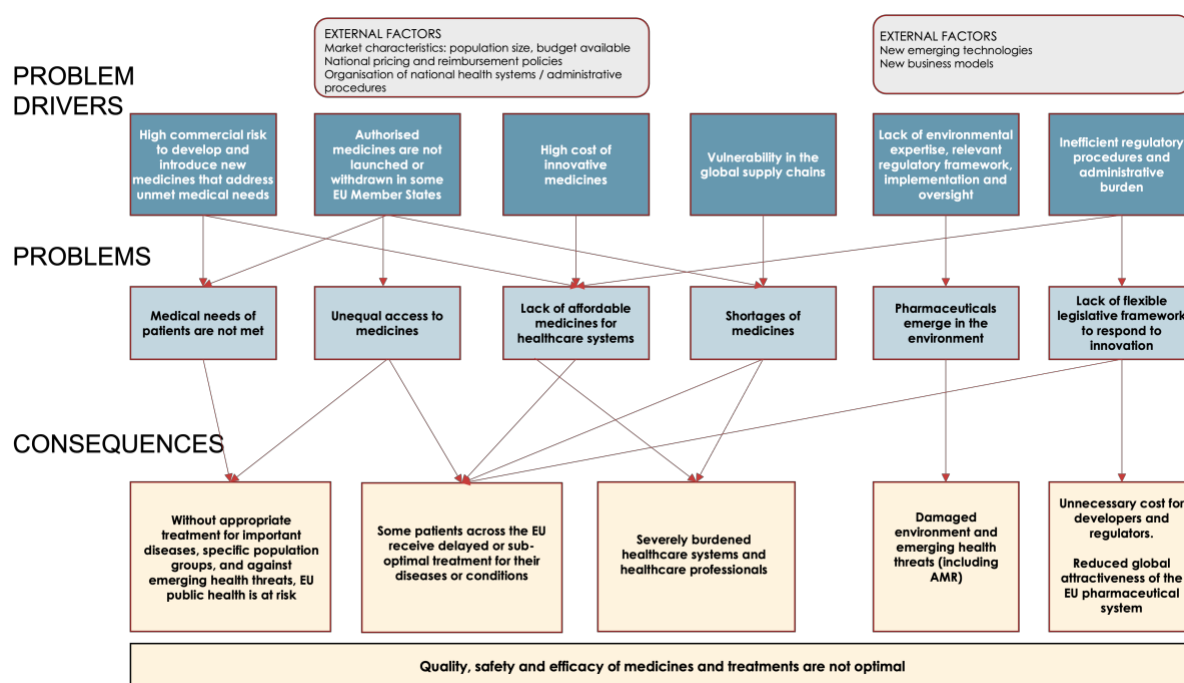 EXTERNAL FACTORS
Market characteristics: population size, budget available
National pricing and reimbursement policies
Organisation of national health systems / administrative
procedures
EXTERNAL FACTORS
New emerging technologies
New business models
PROBLEM
DRIVERS
High commercial risk
to develop and
introduce new
medicines that address
unmet medical needs
Authorised
medicines are not
launched or
withdrawn in some
EU Member States
High cost of
innovative
medicines
Vulnerability in the
global supply chains
Lack of environmental
expertise, relevant
regulatory framework,
implementation and
oversight
Inefficient regulatory
procedures and
administrative
burden
PROBLEMS
Medical needs of
patients are not met
Unequal access to
medicines
Lack of affordable
medicines for
healthcare systems
Shortages of
medicines
Pharmaceuticals
emerge in the
environment
Lack of flexible
legislative framework
to respond to
innovation
CONSEQUENCES
Without appropriate
treatment for important
diseases, specific population
groups, and against
emerging health threats, EU
public health is at risk
Some patients across the EU
receive delayed or sub-
optimal treatment for their
diseases or conditions
Severely burdened
healthcare systems and
healthcare professionals
Damaged
environment and
emerging health
threats (including
AMR)
Unnecessary cost for
developers and
regulators.
Reduced global
attractiveness of the
EU pharmaceutical
system
Quality, safety and efficacy of medicines and treatments are not optimal